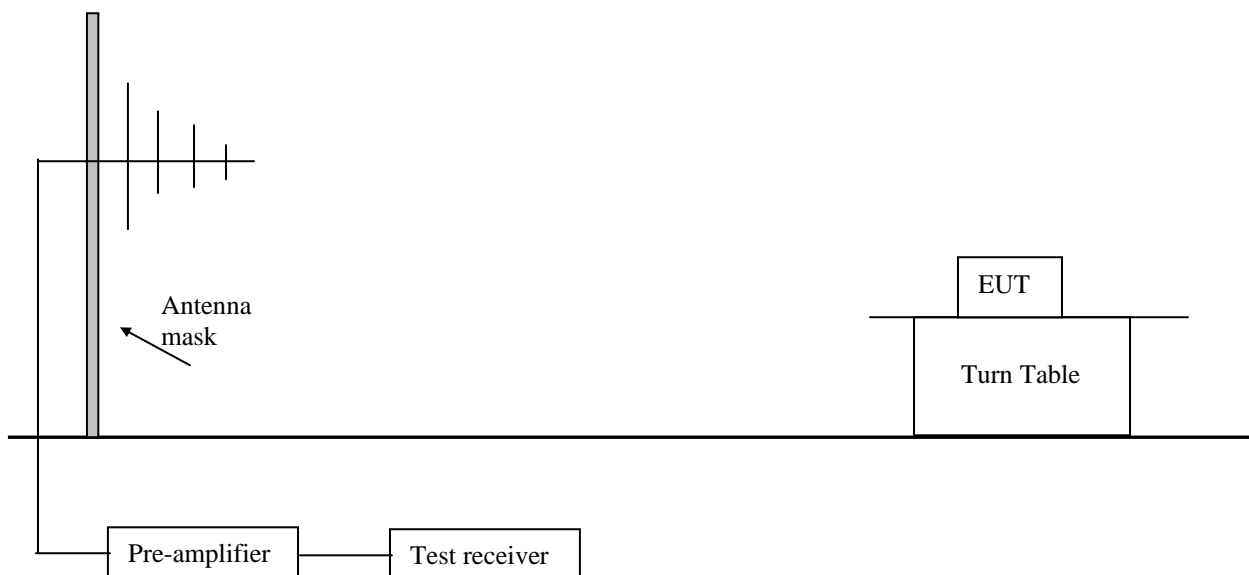 Antenna
mask
EUT
Turn Table
Pre-amplifier
Test receiver